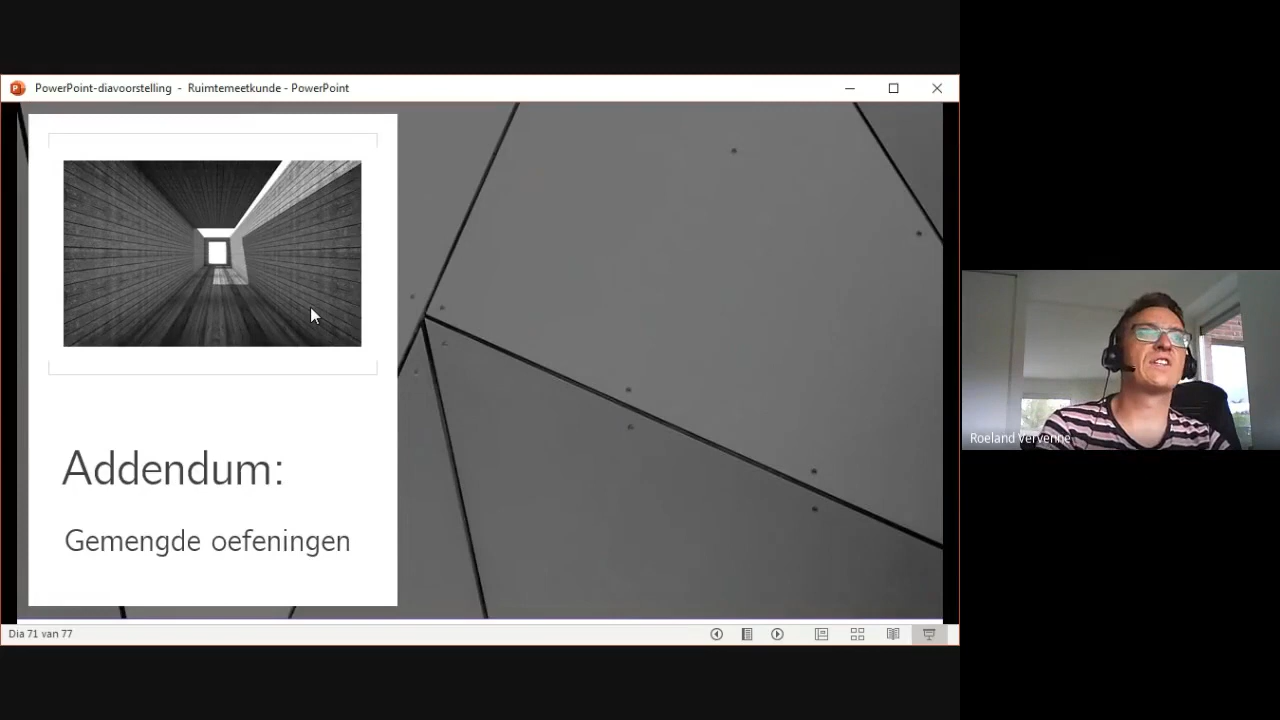 PowerPoint-diavoorstelling - Ruimtemeetkunde - PowerPoint
Addendum:
Gemengde oefeningen
Roeland Vervenne
Dia 71 van 77